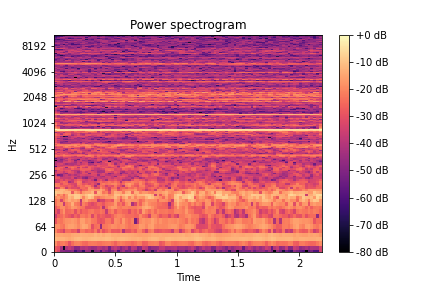 Power spectrogram
8192
4096
2048
1024
512
256
128
64
0
Hz
0
0.5
1
1.5
2
Time
+0 dB
-10 dB
-20 dB
-30 dB
-40 dB
-50 dB
-60 dB
-70 dB
-80 dB